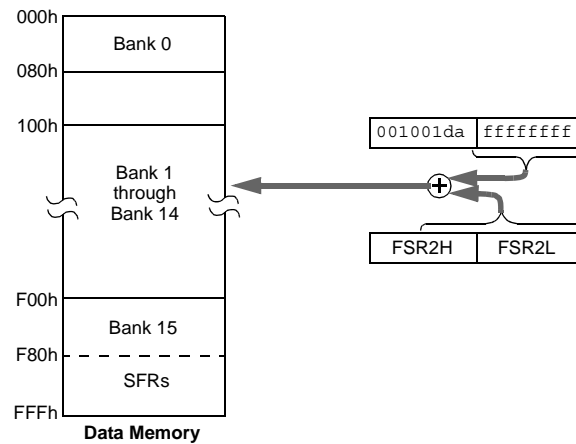 000h
Bank 0
080h
100h
001001da ffffffff
Bank 1
through
Bank 14
FSR2H FSR2L
F00h
Bank 15
F80h
SFRs
FFFh
Data Memory